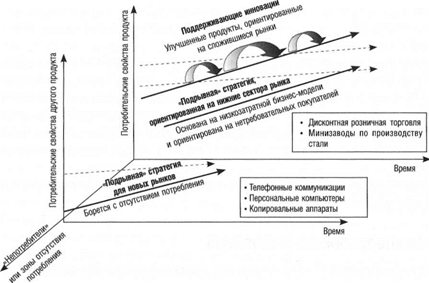 Потребительские свойства продукта
Поддерживающие инновации
Улучшенные продукты, ориентированные
на сложившиеся рынки
"Подрывная" стратегия,
ориентированная на нижние сектора рынка
Основана на низкозатратной бизнес-модели
и ориентирована на нетребовательных покупателей
• Дисконтная розничная торговля
• Минизаводы по производству
стали
Время
Потребительские свойства другого продукта
"Подрывная" стратегия
для новых рынков
Борется с отсутствием потребления
• Телефонные коммуникации
• Персональные компьютеры
• Копировальные аппараты
Время
"Непотребители"
или зоны отсутствия
потребления